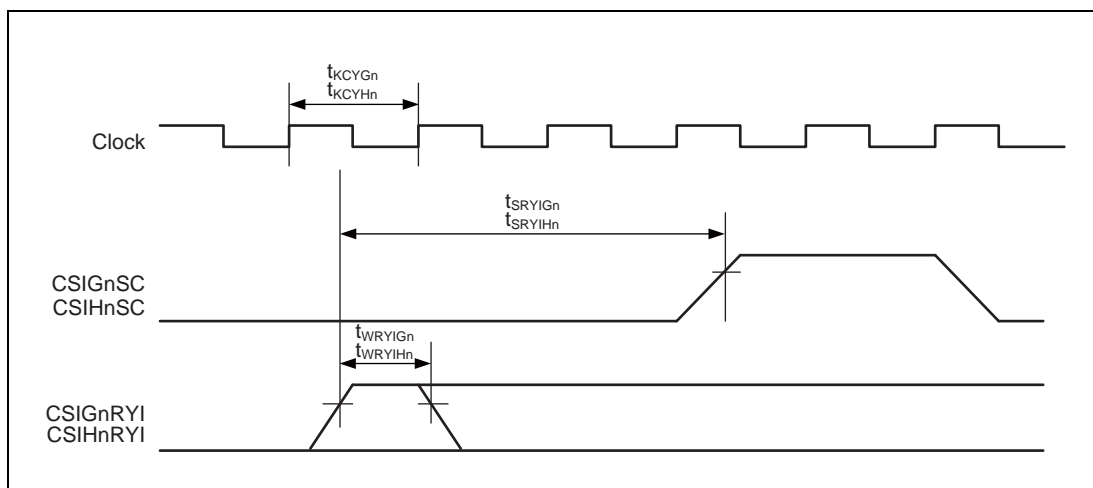 tKCYGn
tKCYHn
Clock
tSRYIGn
tSRYIHn
CSIGnSC
CSIHnSC
tWRYIGn
tWRYIHn
CSIGnRYI
CSIHnRYI